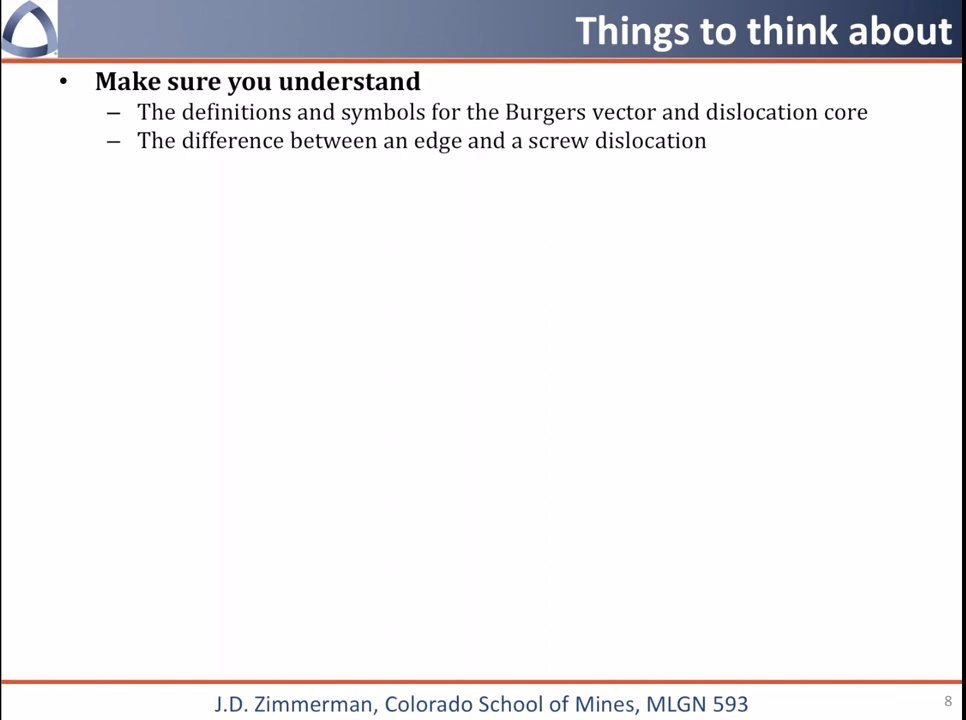 Things to think about
• Make sure you understand
– The definitions and symbols for the Burgers vector and dislocation core
– The difference between an edge and a screw dislocation
J.D. Zimmerman, Colorado School of Mines, MLGN 593
8